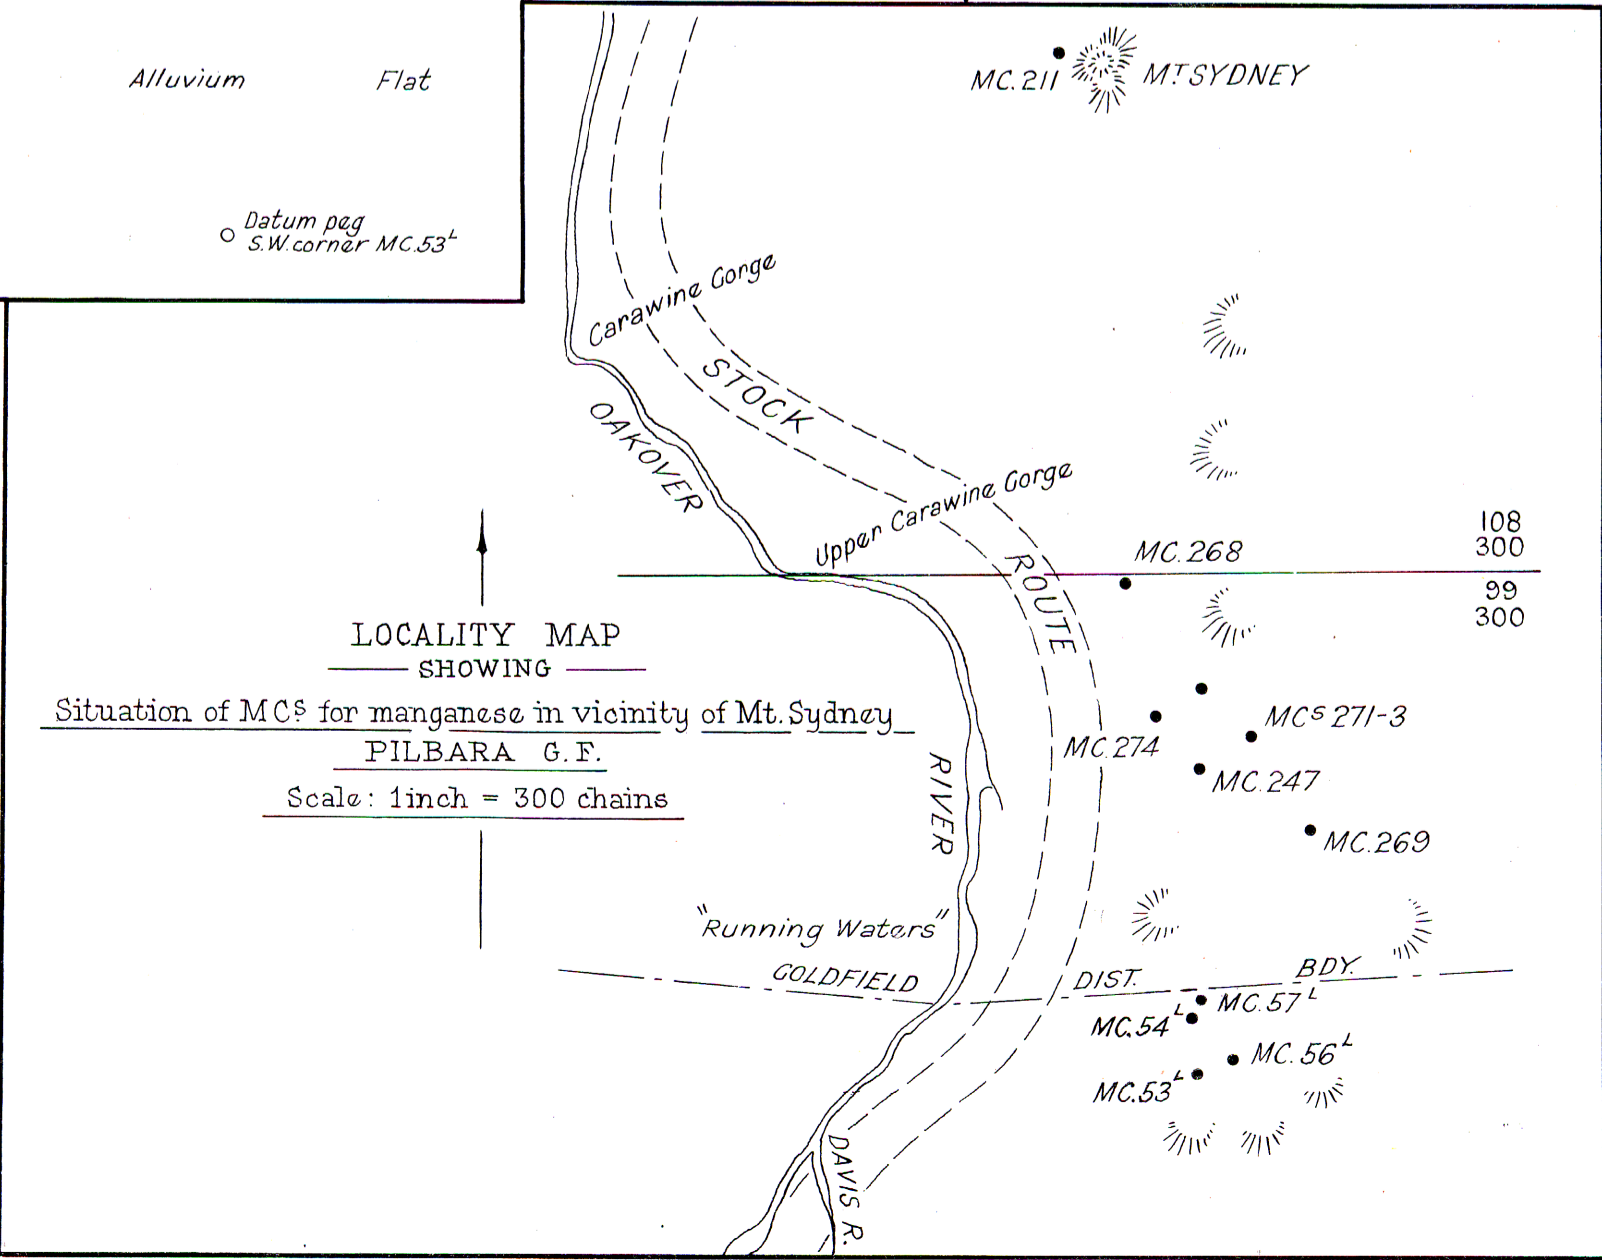 Alluvium Flat
Datum peg
S.W. corner MC.53ᴸ
MC.211
MT. SYDNEY
Carawine Gorge
STOCK
OAKOVER
Upper Carawine Gorge
ROUTE
108
300
MC.268
99
300
LOCALITY MAP
SHOWING
Situation of MCs for manganese in vicinity of Mt. Sydney
PILBARA G.F.
Scale: 1inch = 300 chains
MCs 271-3
MC.274
MC.247
RIVER
MC.269
"Running Waters"
GOLDFIELD DIST. BDY.
MC.57ᴸ
MC.54ᴸ
MC.56ᴸ
MC.53ᴸ
DAVIS R.